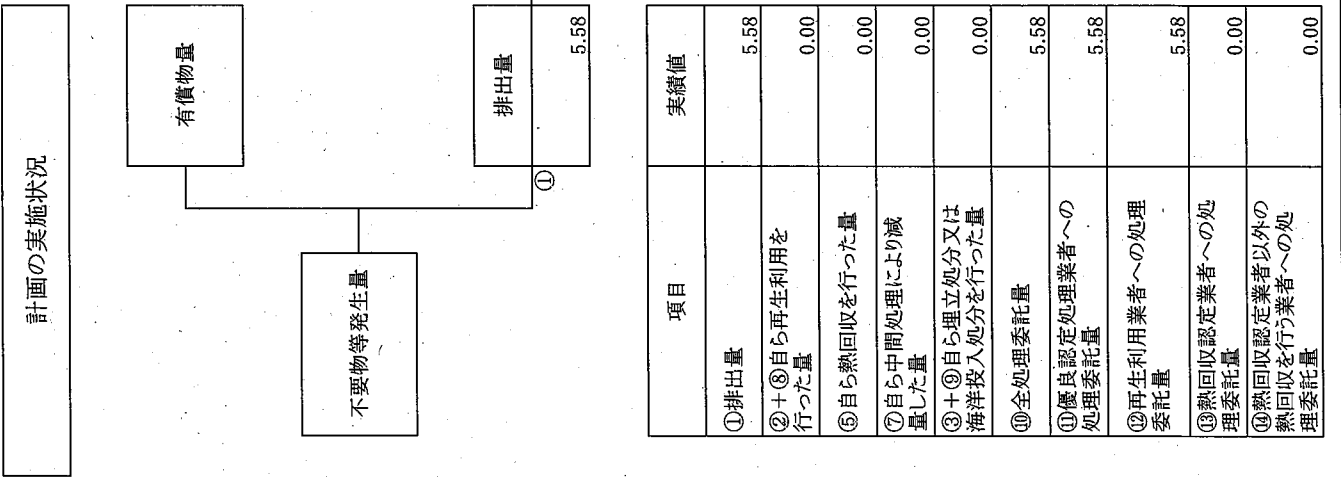 計画の実施状況
有償物量
不要物等発生量
排出量
①
5.58
項目
実績値
①排出量
5.58
②+⑧自ら再生利用を
行った量
0.00
⑤自ら熱回収を行った量
0.00
⑦自ら中間処理により減
量した量
0.00
③+⑨自ら埋立処分又は
海洋投入処分を行った量
0.00
⑩全処理委託量
5.58
⑪優良認定処理業者への
処理委託量
5.58
⑫再生利用業者への処理
委託量
5.58
⑬熱回収認定業者への処
理委託量
0.00
⑭熱回収認定業者以外の
熱回収を行う業者への処
理委託量
0.00